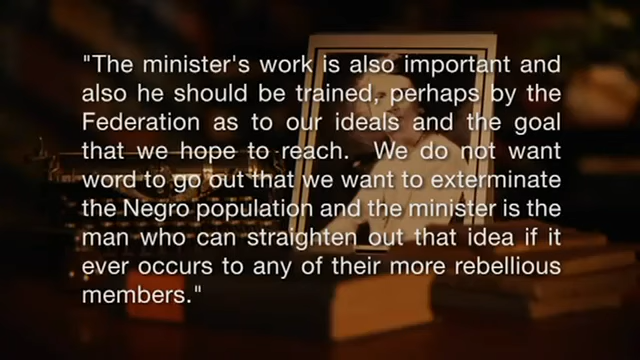 "The minister's work is also important and
also he should be trained, perhaps by the
Federation as to our ideals and the goal
that we hope to reach. We do not want
word to go out that we want to exterminate
the Negro population and the minister is the
man who can straighten out that idea if it
ever occurs to any of their more rebellious
members."